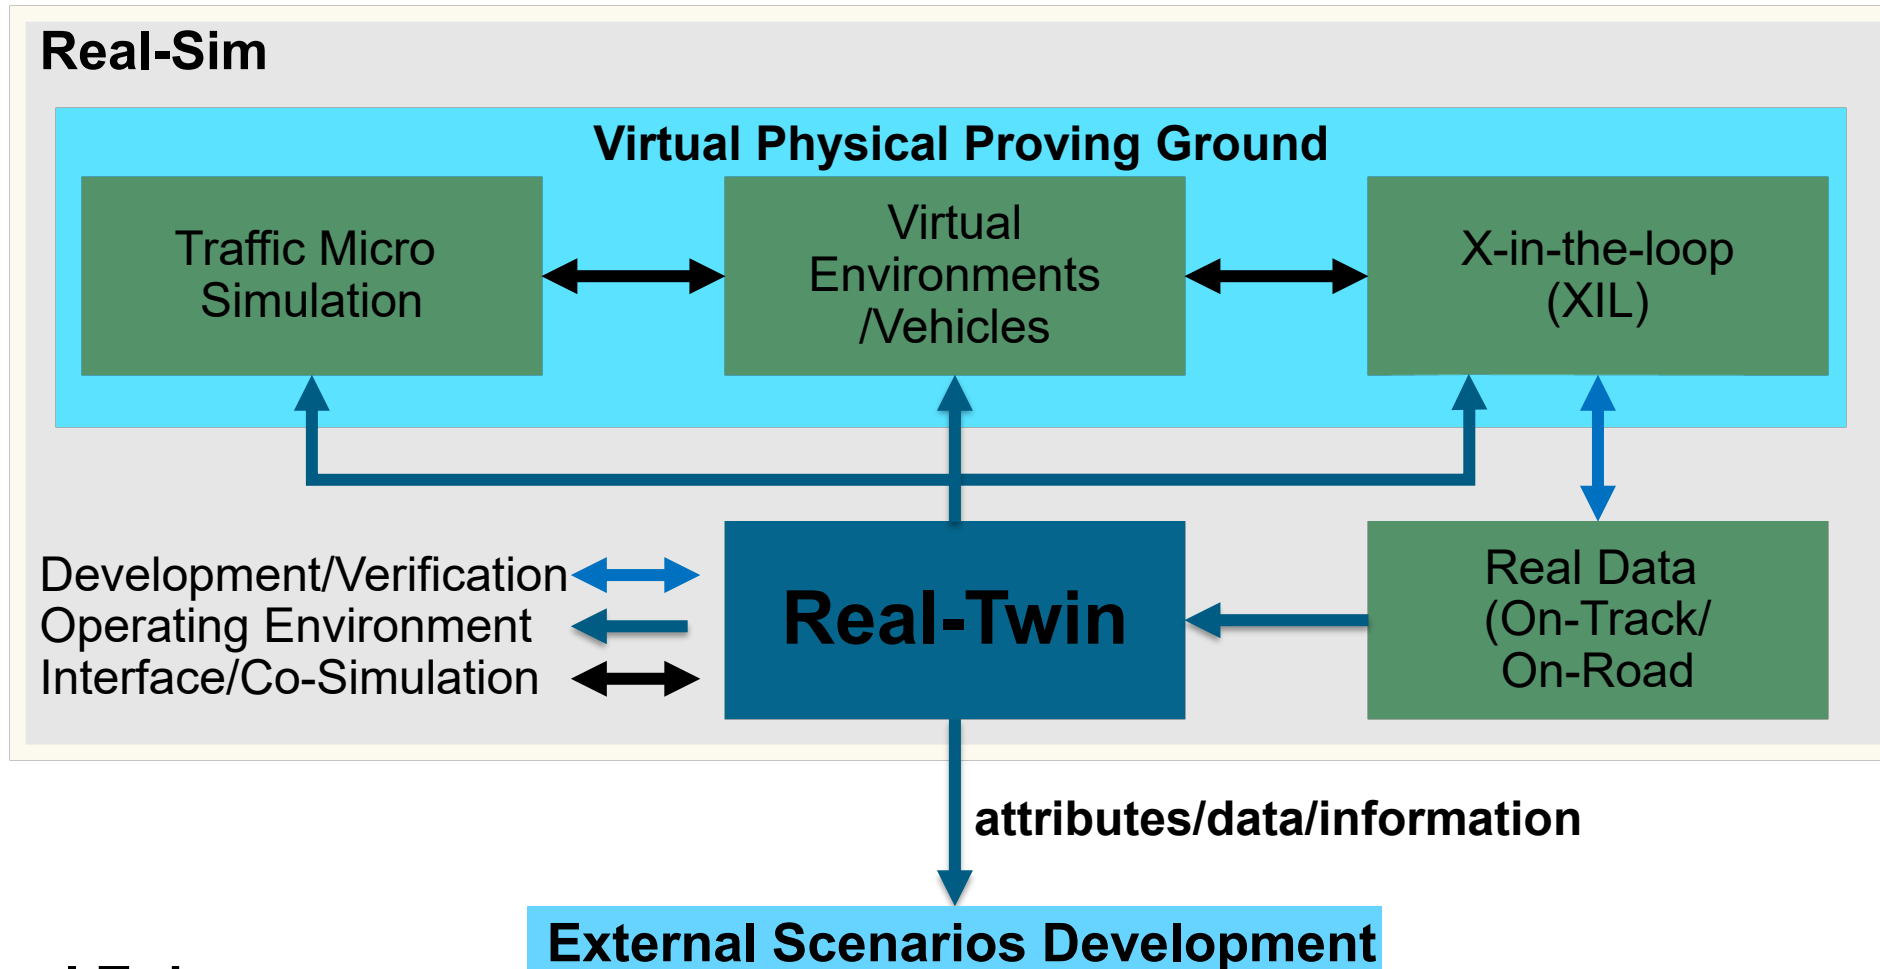 Real-Sim
Virtual Physical Proving Ground
Traffic Micro
Simulation
Virtual
Environments
/Vehicles
X-in-the-loop
(XIL)
Development/Verification
Operating Environment
Interface/Co-Simulation
Real-Twin
Real Data
(On-Track/
On-Road
attributes/data/information
External Scenarios Development